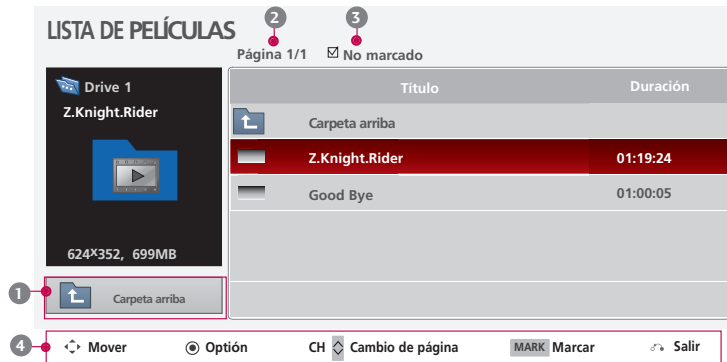 LISTA DE PELÍCULAS
2 3
Página 1/1 No marcado
Drive 1
Z.Knight.Rider
624x352, 699MB
Título Duración
Carpeta arriba
Z.Knight.Rider 01:19:24
Good Bye 01:00:05
1 Carpeta arriba
4 Mover Optión CH Cambio de página MARK Marcar Salir